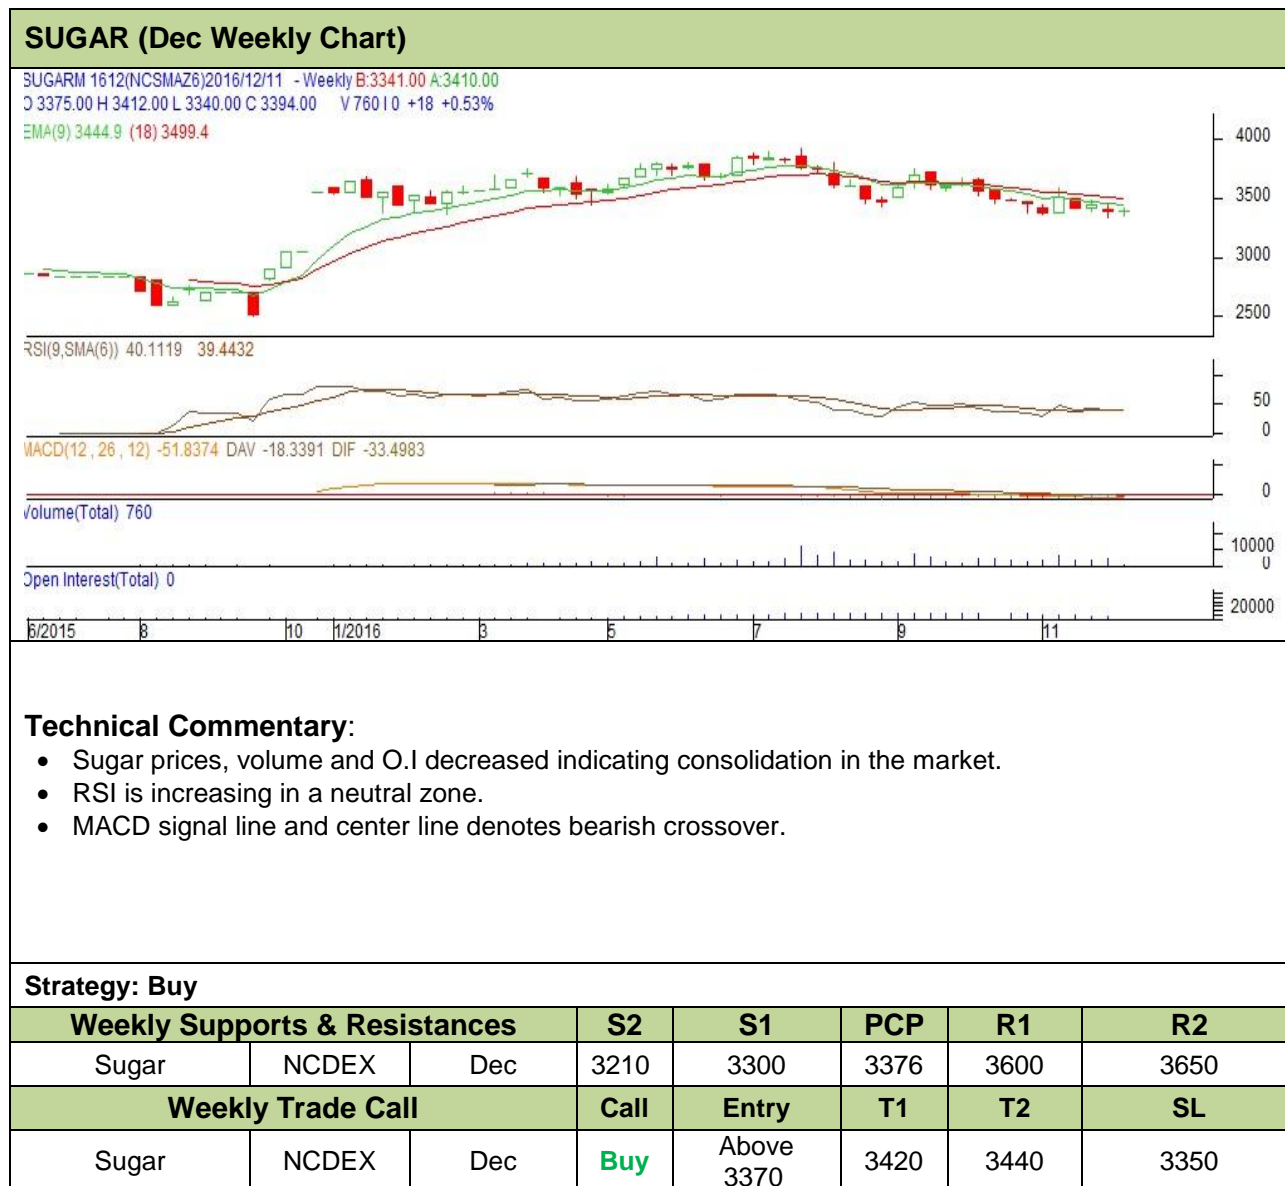 SUGAR (Dec Weekly Chart)
SUGARM 1612(NCSMAZ6)2016/12/11 - Weekly B:3341.00 A:3410.00
O 3375.00 H 3412.00 L 3340.00 C 3394.00 V 760 I 0 +18 +0.53%
EMA(9) 3444.9 (18) 3499.4
4000
3500
3000
2500
RSI(9,SMA(6)) 40.1119 39.4432
50
0
MACD(12 , 26 , 12) -51.8374 DAV -18.3391 DIF -33.4983
0
Volume(Total) 760
10000
0
Open Interest(Total) 0
20000
6/2015 8 10 1/2016 3 5 7 9 11
Technical Commentary:
• Sugar prices, volume and O.I decreased indicating consolidation in the market.
• RSI is increasing in a neutral zone.
• MACD signal line and center line denotes bearish crossover.
Strategy: Buy
Weekly Supports & Resistances S2 S1 PCP R1 R2
Sugar NCDEX Dec 3210 3300 3376 3600 3650
Weekly Trade Call Call Entry T1 T2 SL
Sugar NCDEX Dec Buy Above 3370 3420 3440 3350